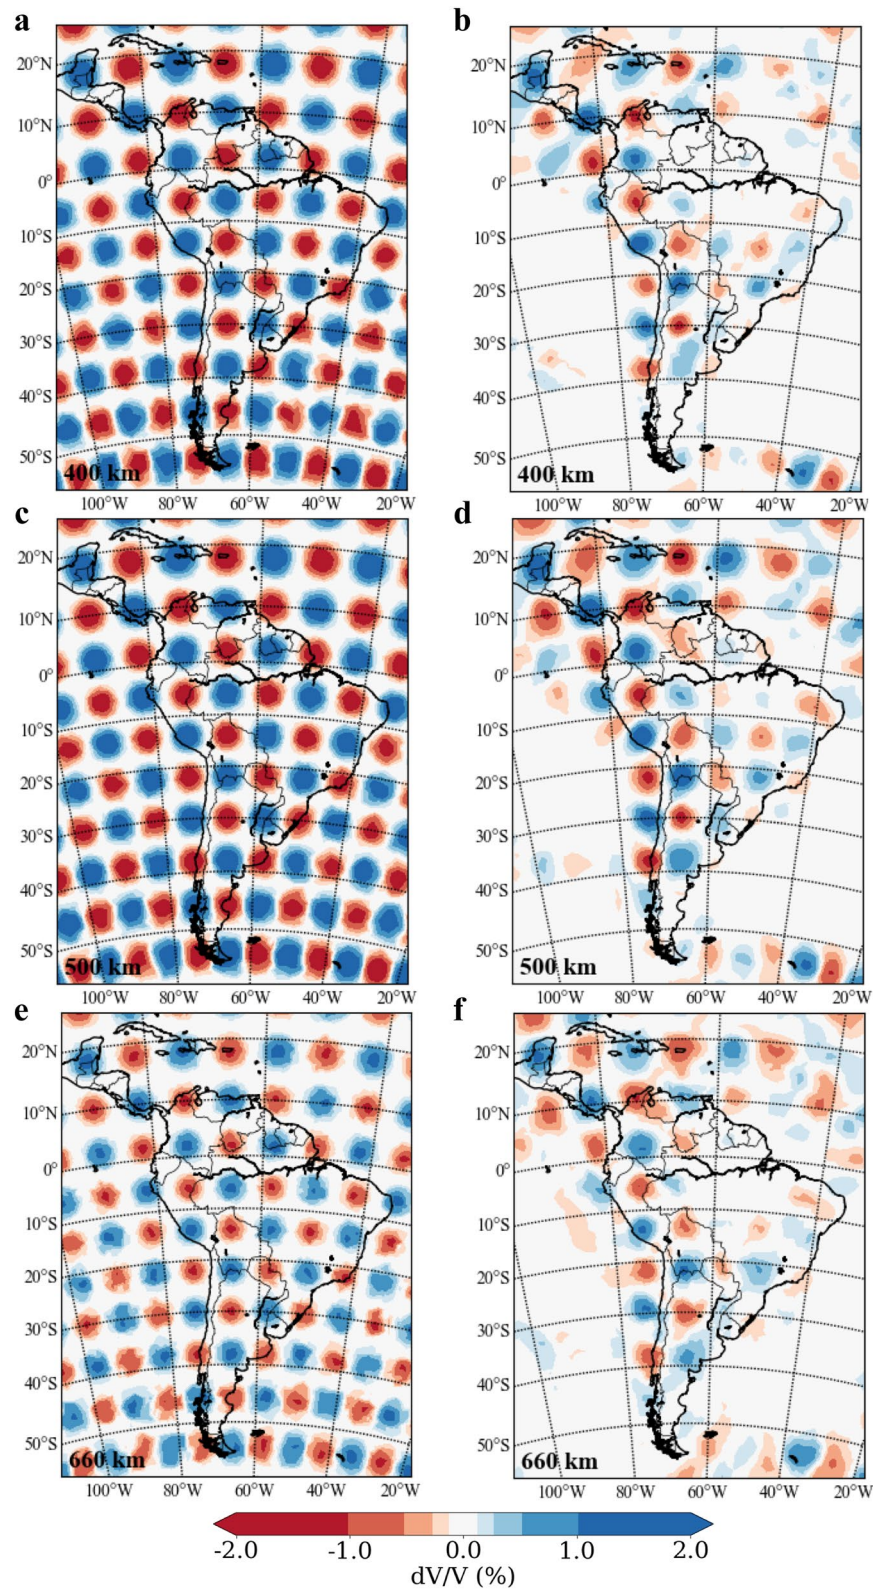 a b
20°N 20°N
10°N 10°N
0° 0°
10°S 10°S
20°S 20°S
30°S 30°S
40°S 40°S
50°S 50°S
400 km 400 km
100°W 80°W 60°W 40°W 20°W 100°W 80°W 60°W 40°W 20°W
c d
20°N 20°N
10°N 10°N
0° 0°
10°S 10°S
20°S 20°S
30°S 30°S
40°S 40°S
50°S 50°S
500 km 500 km
100°W 80°W 60°W 40°W 20°W 100°W 80°W 60°W 40°W 20°W
e f
20°N 20°N
10°N 10°N
0° 0°
10°S 10°S
20°S 20°S
30°S 30°S
40°S 40°S
50°S 50°S
660 km 660 km
100°W 80°W 60°W 40°W 20°W 100°W 80°W 60°W 40°W 20°W
-2.0 -1.0 0.0 1.0 2.0
dV/V (%)